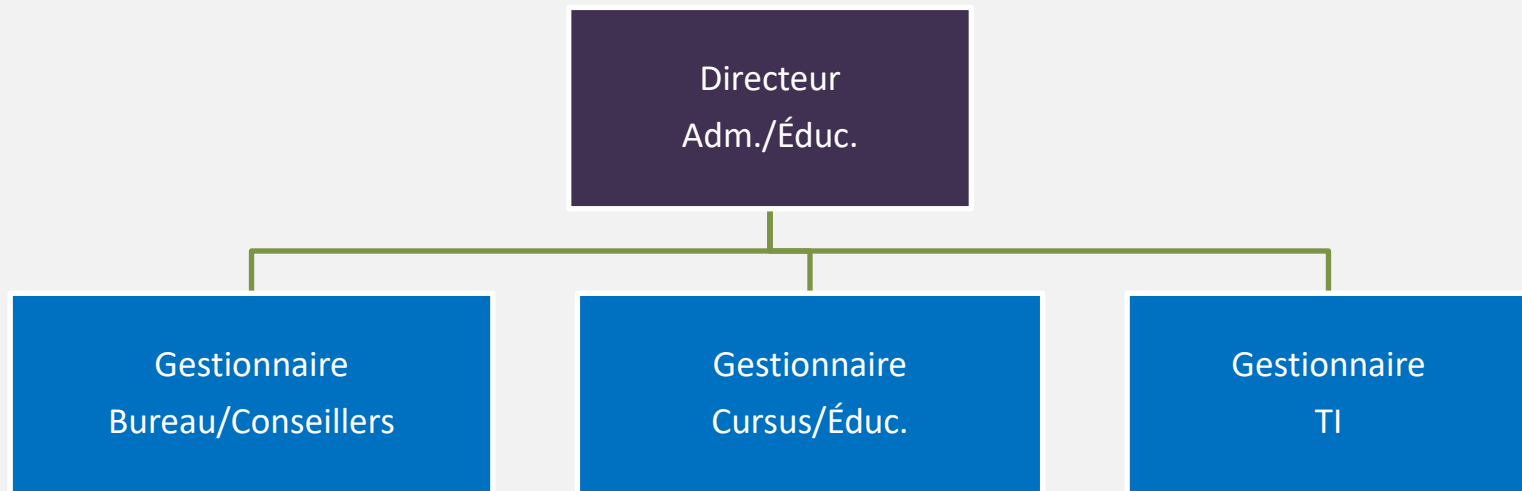 Directeur
Adm./Éduc.
Gestionnaire
Bureau/Conseillers
Gestionnaire
Cursus/Éduc.
Gestionnaire
TI